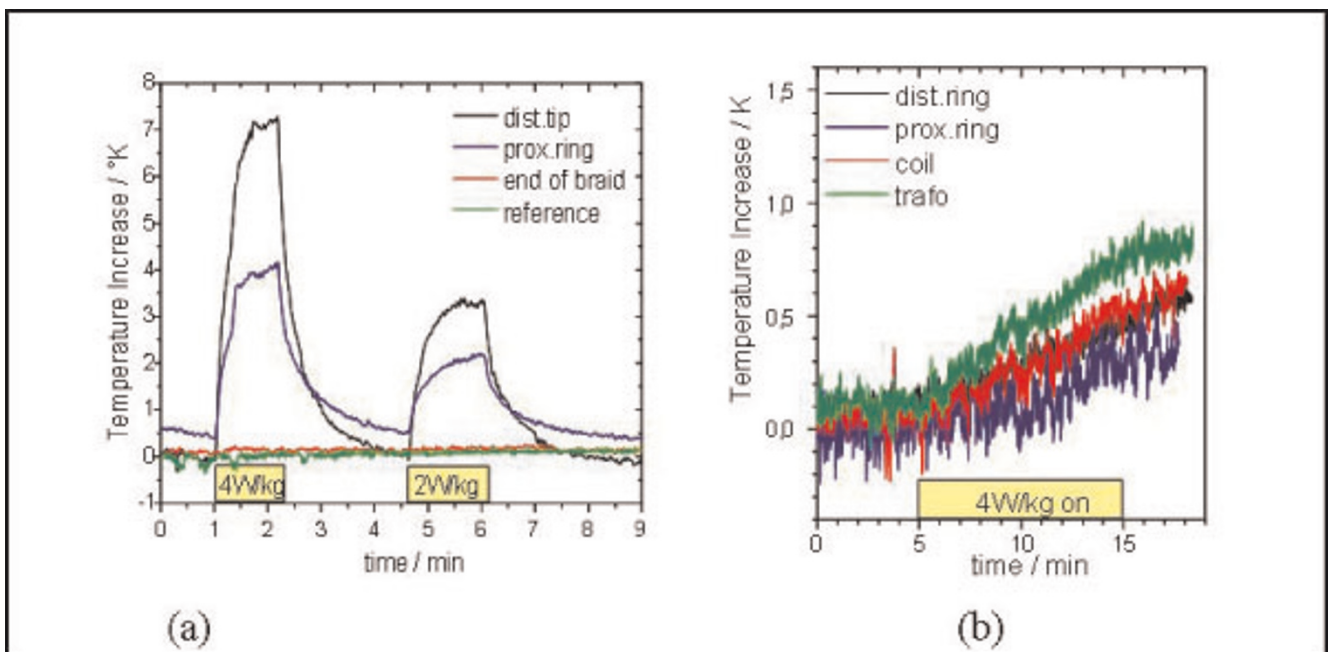 Temperature Increase / °K
8
7
6
5
4
3
2
1
0
-1
dist.tip
prox.ring
end of braid
reference
4W/kg
2W/kg
0 1 2 3 4 5 6 7 8 9
time / min
(a)
Temperature Increase / K
1,5
1,0
0,5
0,0
dist.ring
prox.ring
coil
trafo
4W/kg on
0 5 10 15
time / min
(b)